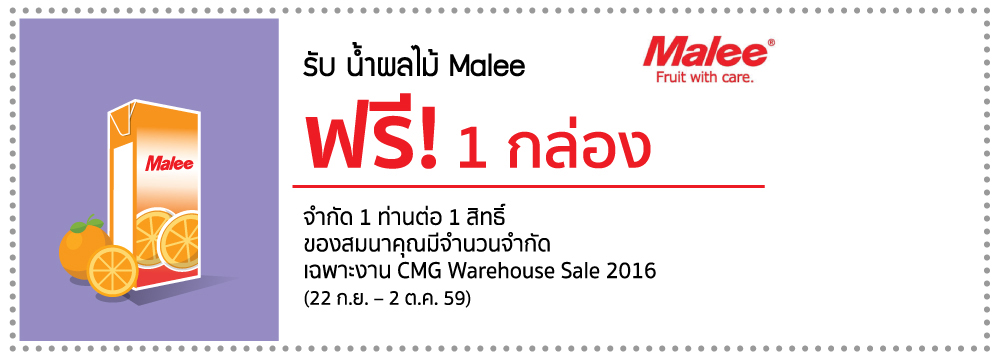 รับ น้ำผลไม้ Malee
Malee®
Fruit with care.
ฟรี! 1 กล่อง
Malee
จำกัด 1 ท่านต่อ 1 สิทธิ์
ของสมนาคุณมีจำนวนจำกัด
เฉพาะงาน CMG Warehouse Sale 2016
(22 ก.ย. – 2 ต.ค. 59)